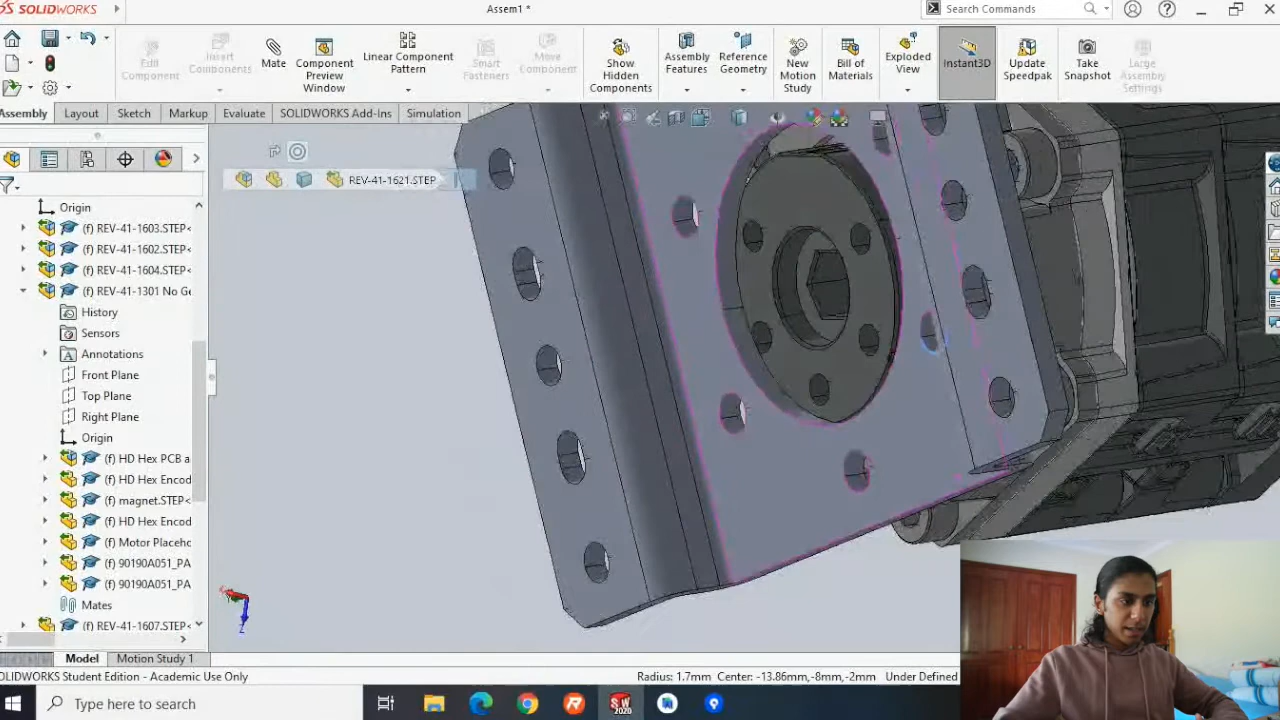 SOLIDWORKS
Assem1 *
Search Commands
Edit Component
Insert Components
Mate
Component Preview Window
Linear Component Pattern
Smart Fasteners
Move Component
Show Hidden Components
Assembly Features
Reference Geometry
New Motion Study
Bill of Materials
Exploded View
Instant3D
Update Speedpak
Take Snapshot
Large Assembly Settings
Assembly
Layout
Sketch
Markup
Evaluate
SOLIDWORKS Add-Ins
Simulation
REV-41-1621.STEP
Origin
(f) REV-41-1603.STEP<
(f) REV-41-1602.STEP<
(f) REV-41-1604.STEP<
(f) REV-41-1301 No Ge
History
Sensors
Annotations
Front Plane
Top Plane
Right Plane
Origin
(f) HD Hex PCB a
(f) HD Hex Encod
(f) magnet.STEP<
(f) HD Hex Encod
(f) Motor Placeho
(f) 90190A051_PA
(f) 90190A051_PA
Mates
(f) REV-41-1607.STEP<
Z
Model
Motion Study 1
OLIDWORKS Student Edition - Academic Use Only
Radius: 1.7mm Center: -13.86mm,-8mm,-2mm
Under Defined
Type here to search
SW
2020